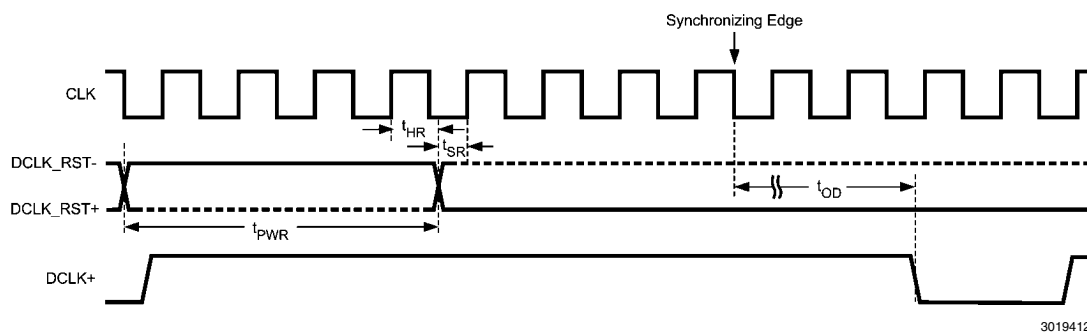 Synchronizing Edge
CLK
tHR
tSR
DCLK_RST-
tOD
DCLK_RST+
tPWR
DCLK+
3019412